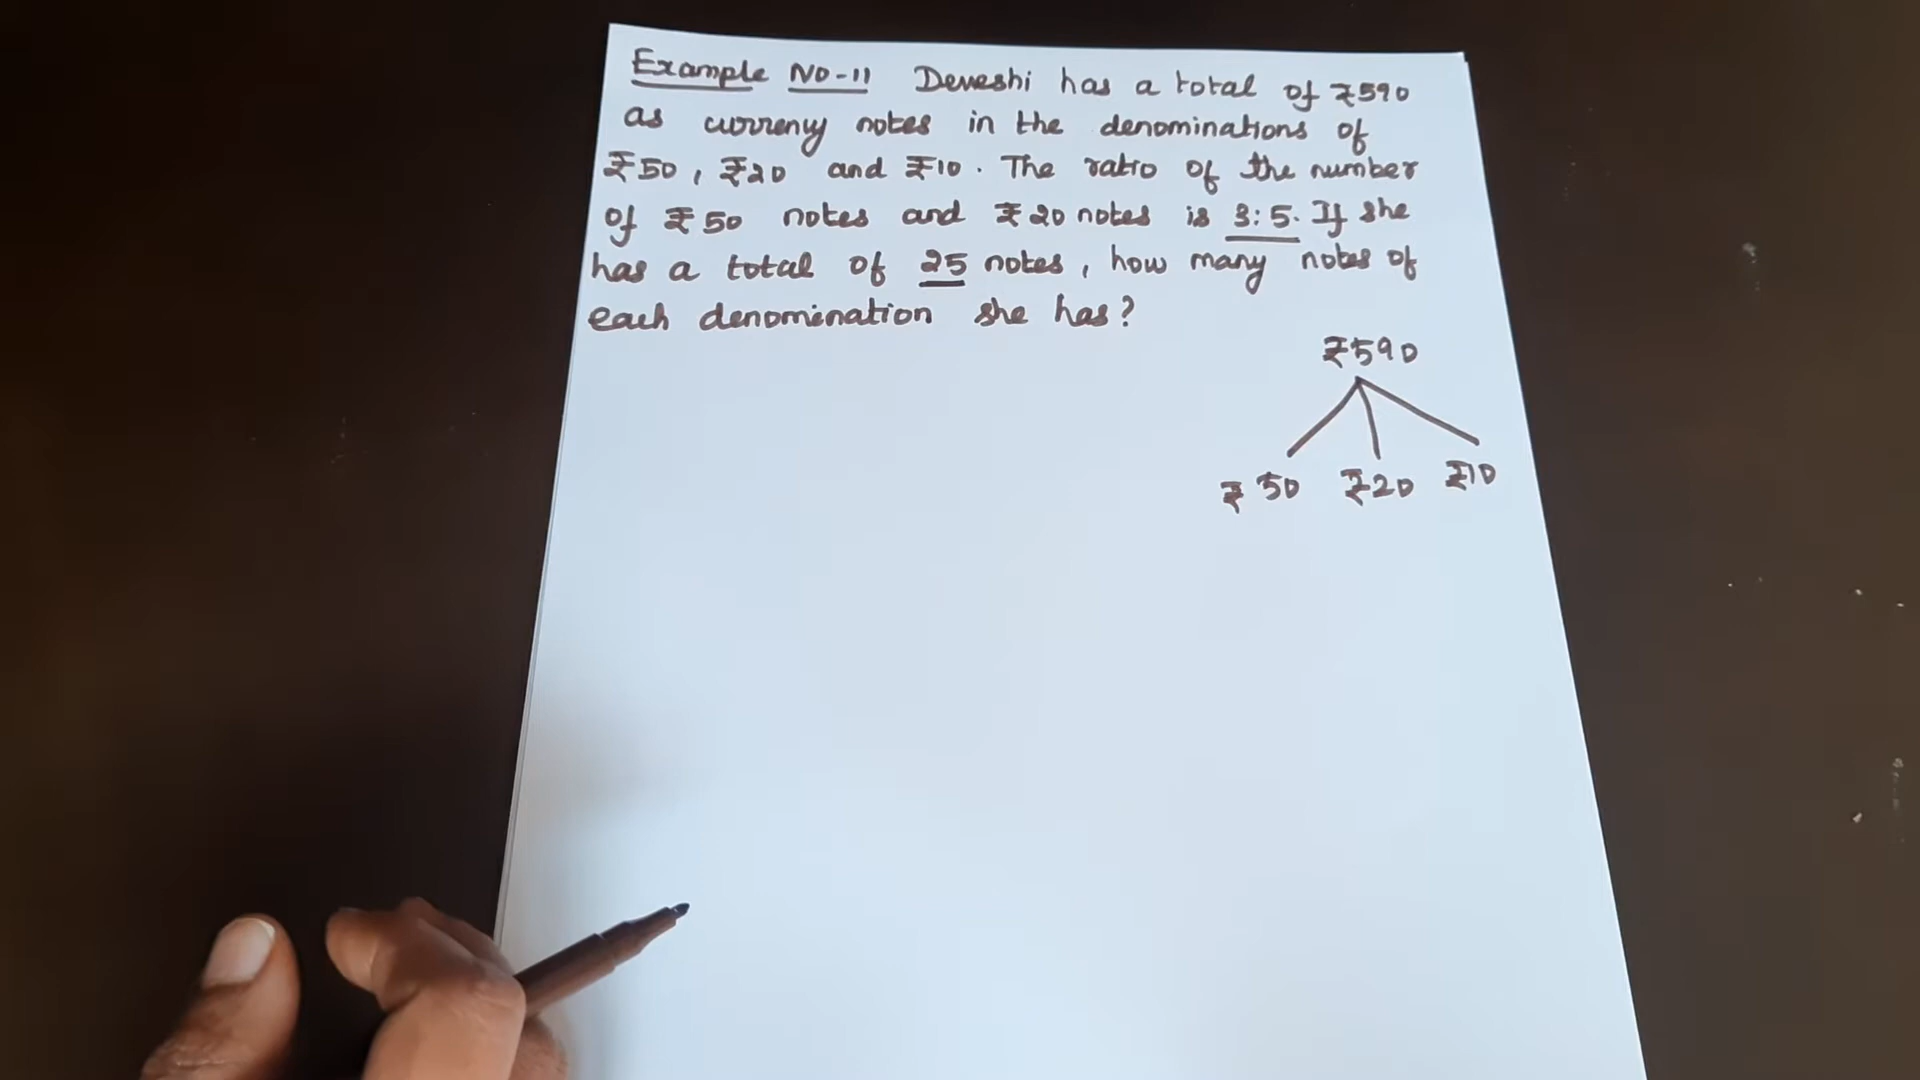 Example NO-11 Deveshi has a total of ₹590
as curreny notes in the denominations of
₹50, ₹20 and ₹10. The ratio of the number
of ₹50 notes and ₹20 notes is 3:5. If she
has a total of 25 notes, how many notes of
each denomination she has?
₹590
₹50 ₹20 ₹10